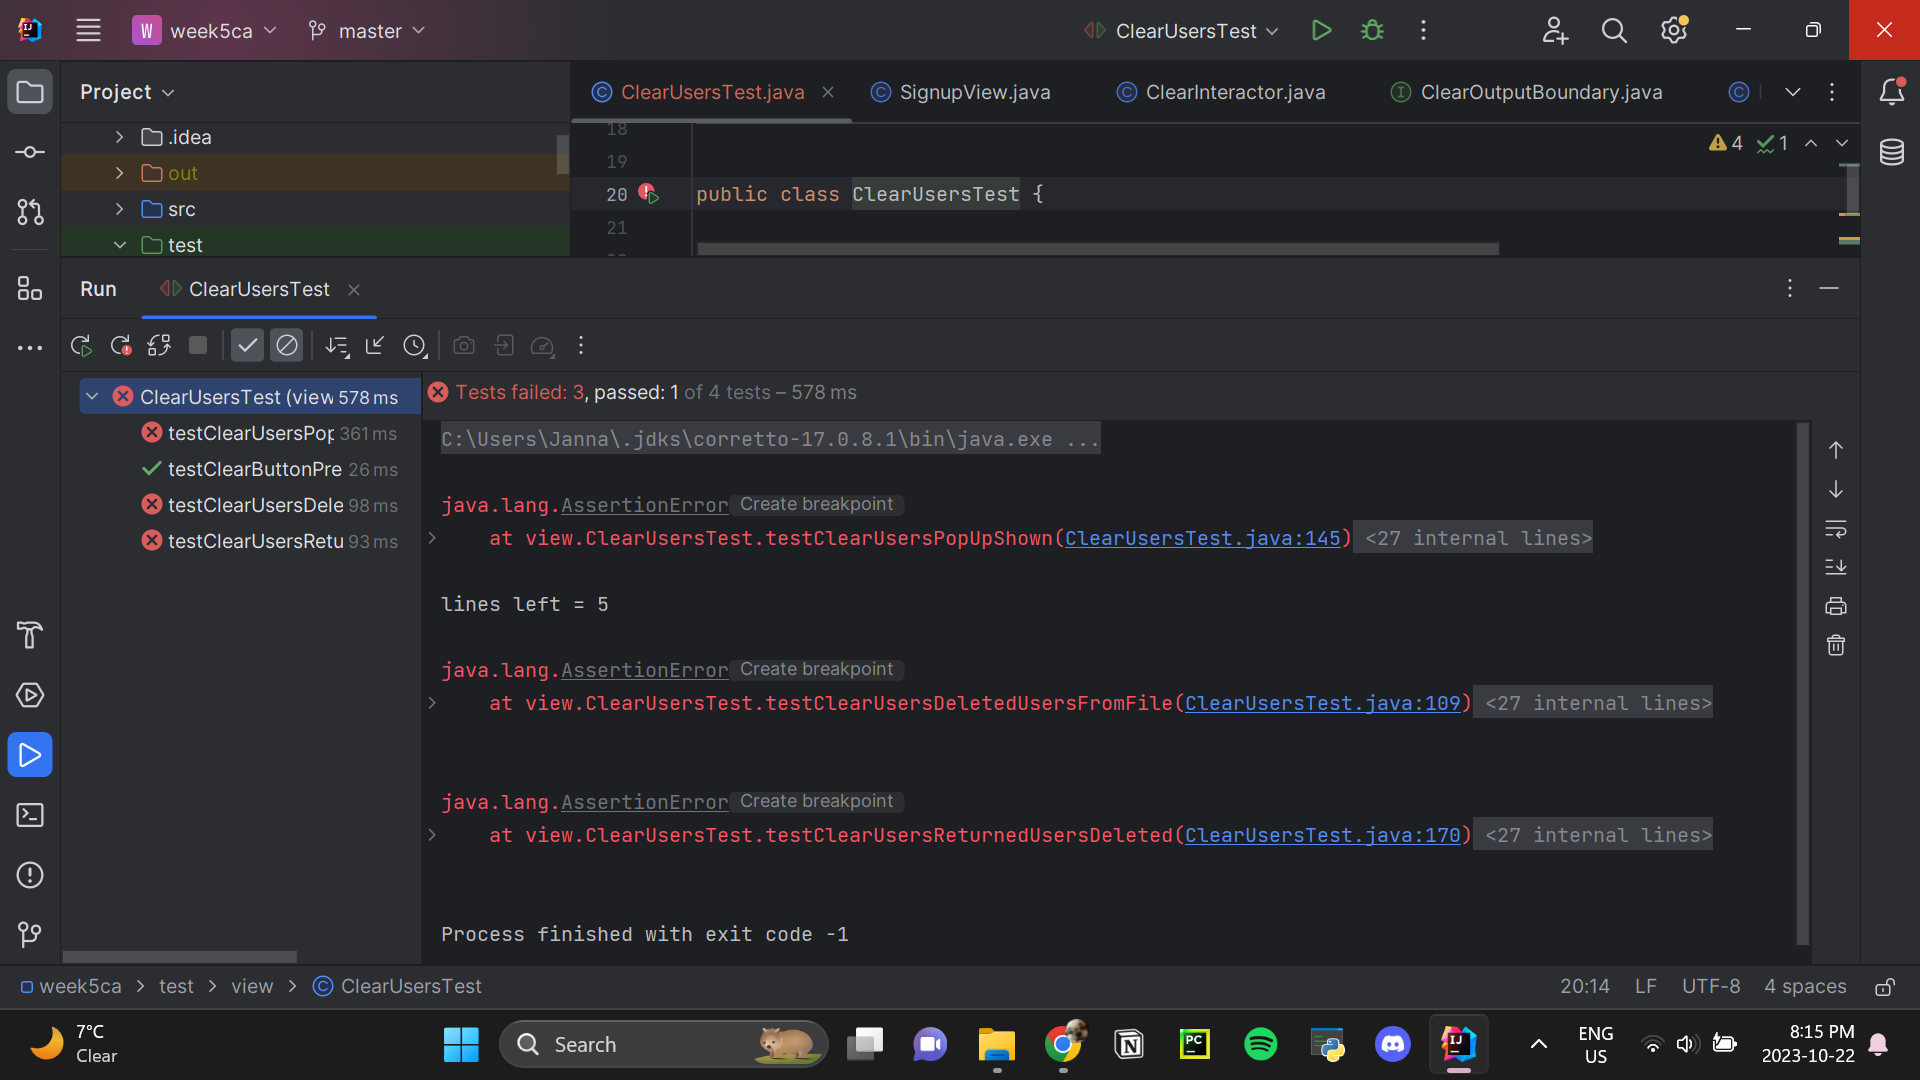 W week5ca master ClearUsersTest
Project
ClearUsersTest.java SignupView.java ClearInteractor.java ClearOutputBoundary.java
.idea
out
src
test
18
19
20 public class ClearUsersTest {
21
4 1
Run ClearUsersTest
ClearUsersTest (view 578 ms
testClearUsersPop 361 ms
testClearButtonPre 26 ms
testClearUsersDele 98 ms
testClearUsersRetu 93 ms
Tests failed: 3, passed: 1 of 4 tests – 578 ms
C:\Users\Janna\.jdks\corretto-17.0.8.1\bin\java.exe ...
java.lang.AssertionError Create breakpoint
at view.ClearUsersTest.testClearUsersPopUpShown(ClearUsersTest.java:145) <27 internal lines>
lines left = 5
java.lang.AssertionError Create breakpoint
at view.ClearUsersTest.testClearUsersDeletedUsersFromFile(ClearUsersTest.java:109) <27 internal lines>
java.lang.AssertionError Create breakpoint
at view.ClearUsersTest.testClearUsersReturnedUsersDeleted(ClearUsersTest.java:170) <27 internal lines>
Process finished with exit code -1
week5ca > test > view > ClearUsersTest
20:14 LF UTF-8 4 spaces
7°C
Clear
Search
ENG
US
8:15 PM
2023-10-22